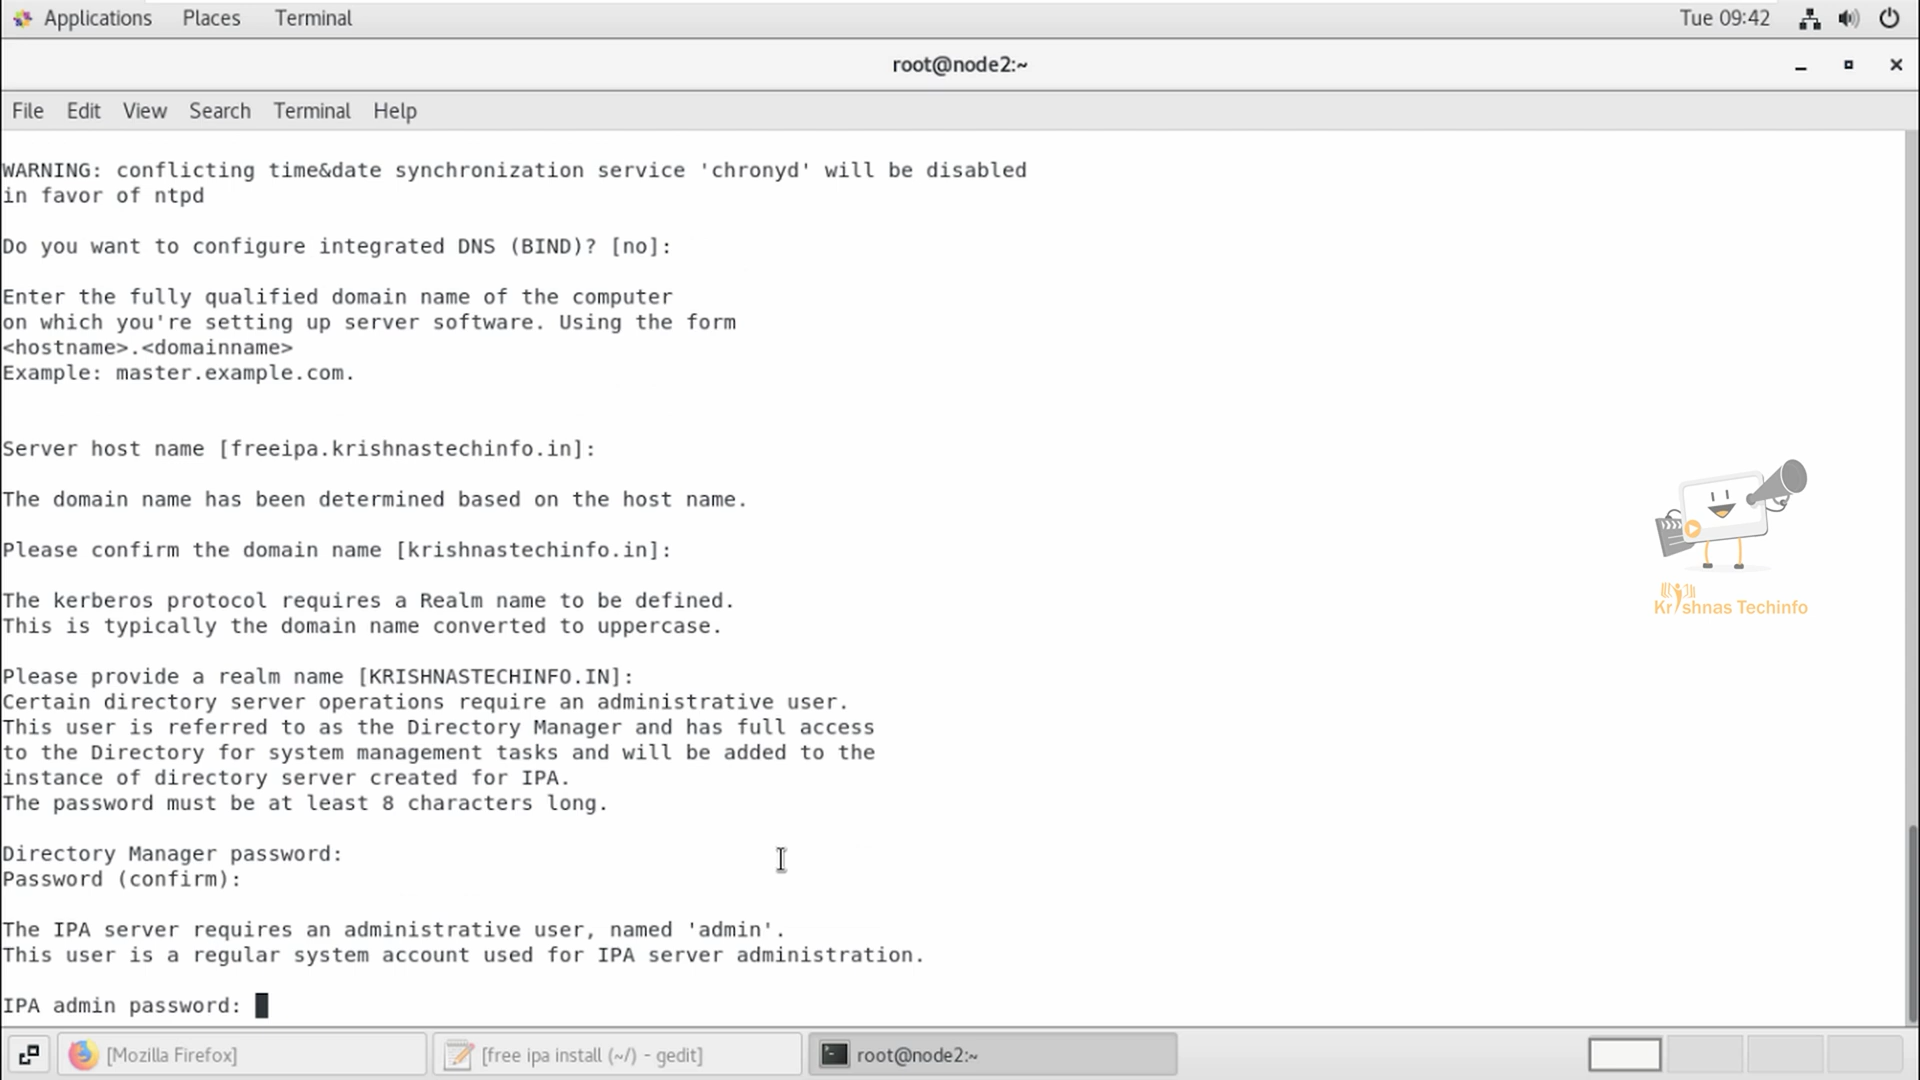 Applications Places Terminal Tue 09:42
root@node2:~
File Edit View Search Terminal Help
WARNING: conflicting time&date synchronization service 'chronyd' will be disabled
in favor of ntpd
Do you want to configure integrated DNS (BIND)? [no]:
Enter the fully qualified domain name of the computer
on which you're setting up server software. Using the form
<hostname>.<domainname>
Example: master.example.com.
Server host name [freeipa.krishnastechinfo.in]:
The domain name has been determined based on the host name.
Please confirm the domain name [krishnastechinfo.in]:
The kerberos protocol requires a Realm name to be defined.
This is typically the domain name converted to uppercase.
Please provide a realm name [KRISHNASTECHINFO.IN]:
Certain directory server operations require an administrative user.
This user is referred to as the Directory Manager and has full access
to the Directory for system management tasks and will be added to the
instance of directory server created for IPA.
The password must be at least 8 characters long.
Directory Manager password:
Password (confirm):
The IPA server requires an administrative user, named 'admin'.
This user is a regular system account used for IPA server administration.
IPA admin password:
Krishnas Techinfo
[Mozilla Firefox] [free ipa install (~/) - gedit] root@node2:~